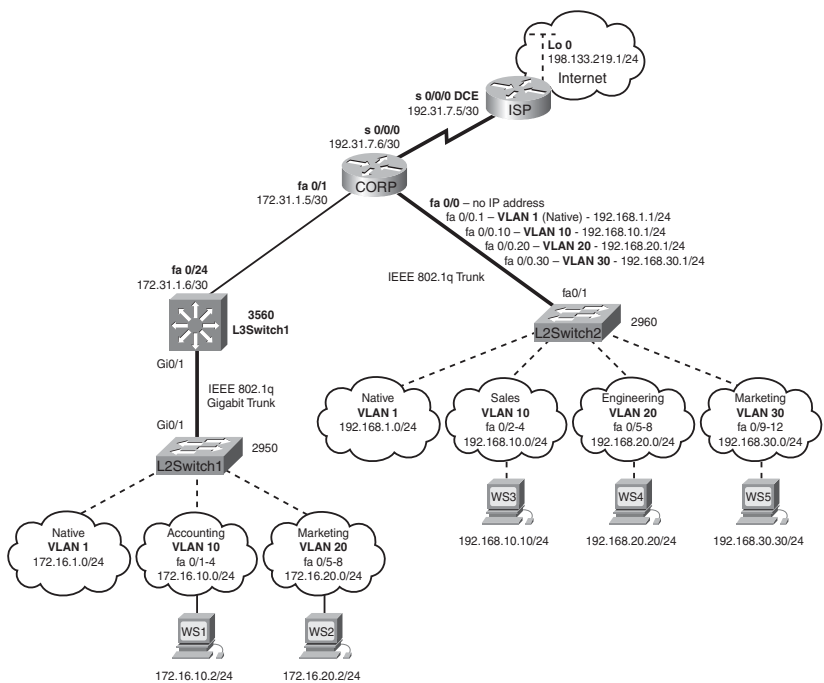 Lo 0
198.133.219.1/24
Internet
s 0/0/0 DCE
192.31.7.5/30
ISP
s 0/0/0
192.31.7.6/30
CORP
fa 0/1
172.31.1.5/30
fa 0/0 – no IP address
fa 0/0.1 – VLAN 1 (Native) - 192.168.1.1/24
fa 0/0.10 – VLAN 10 - 192.168.10.1/24
fa 0/0.20 – VLAN 20 - 192.168.20.1/24
fa 0/0.30 – VLAN 30 - 192.168.30.1/24
IEEE 802.1q Trunk
fa 0/24
172.31.1.6/30
3560
L3Switch1
Gi0/1
IEEE 802.1q
Gigabit Trunk
Gi0/1
2950
L2Switch1
fa0/1
2960
L2Switch2
Native
VLAN 1
192.168.1.0/24
Sales
VLAN 10
fa 0/2-4
192.168.10.0/24
Engineering
VLAN 20
fa 0/5-8
192.168.20.0/24
Marketing
VLAN 30
fa 0/9-12
192.168.30.0/24
WS3
192.168.10.10/24
WS4
192.168.20.20/24
WS5
192.168.30.30/24
Native
VLAN 1
172.16.1.0/24
Accounting
VLAN 10
fa 0/1-4
172.16.10.0/24
Marketing
VLAN 20
fa 0/5-8
172.16.20.0/24
WS1
172.16.10.2/24
WS2
172.16.20.2/24